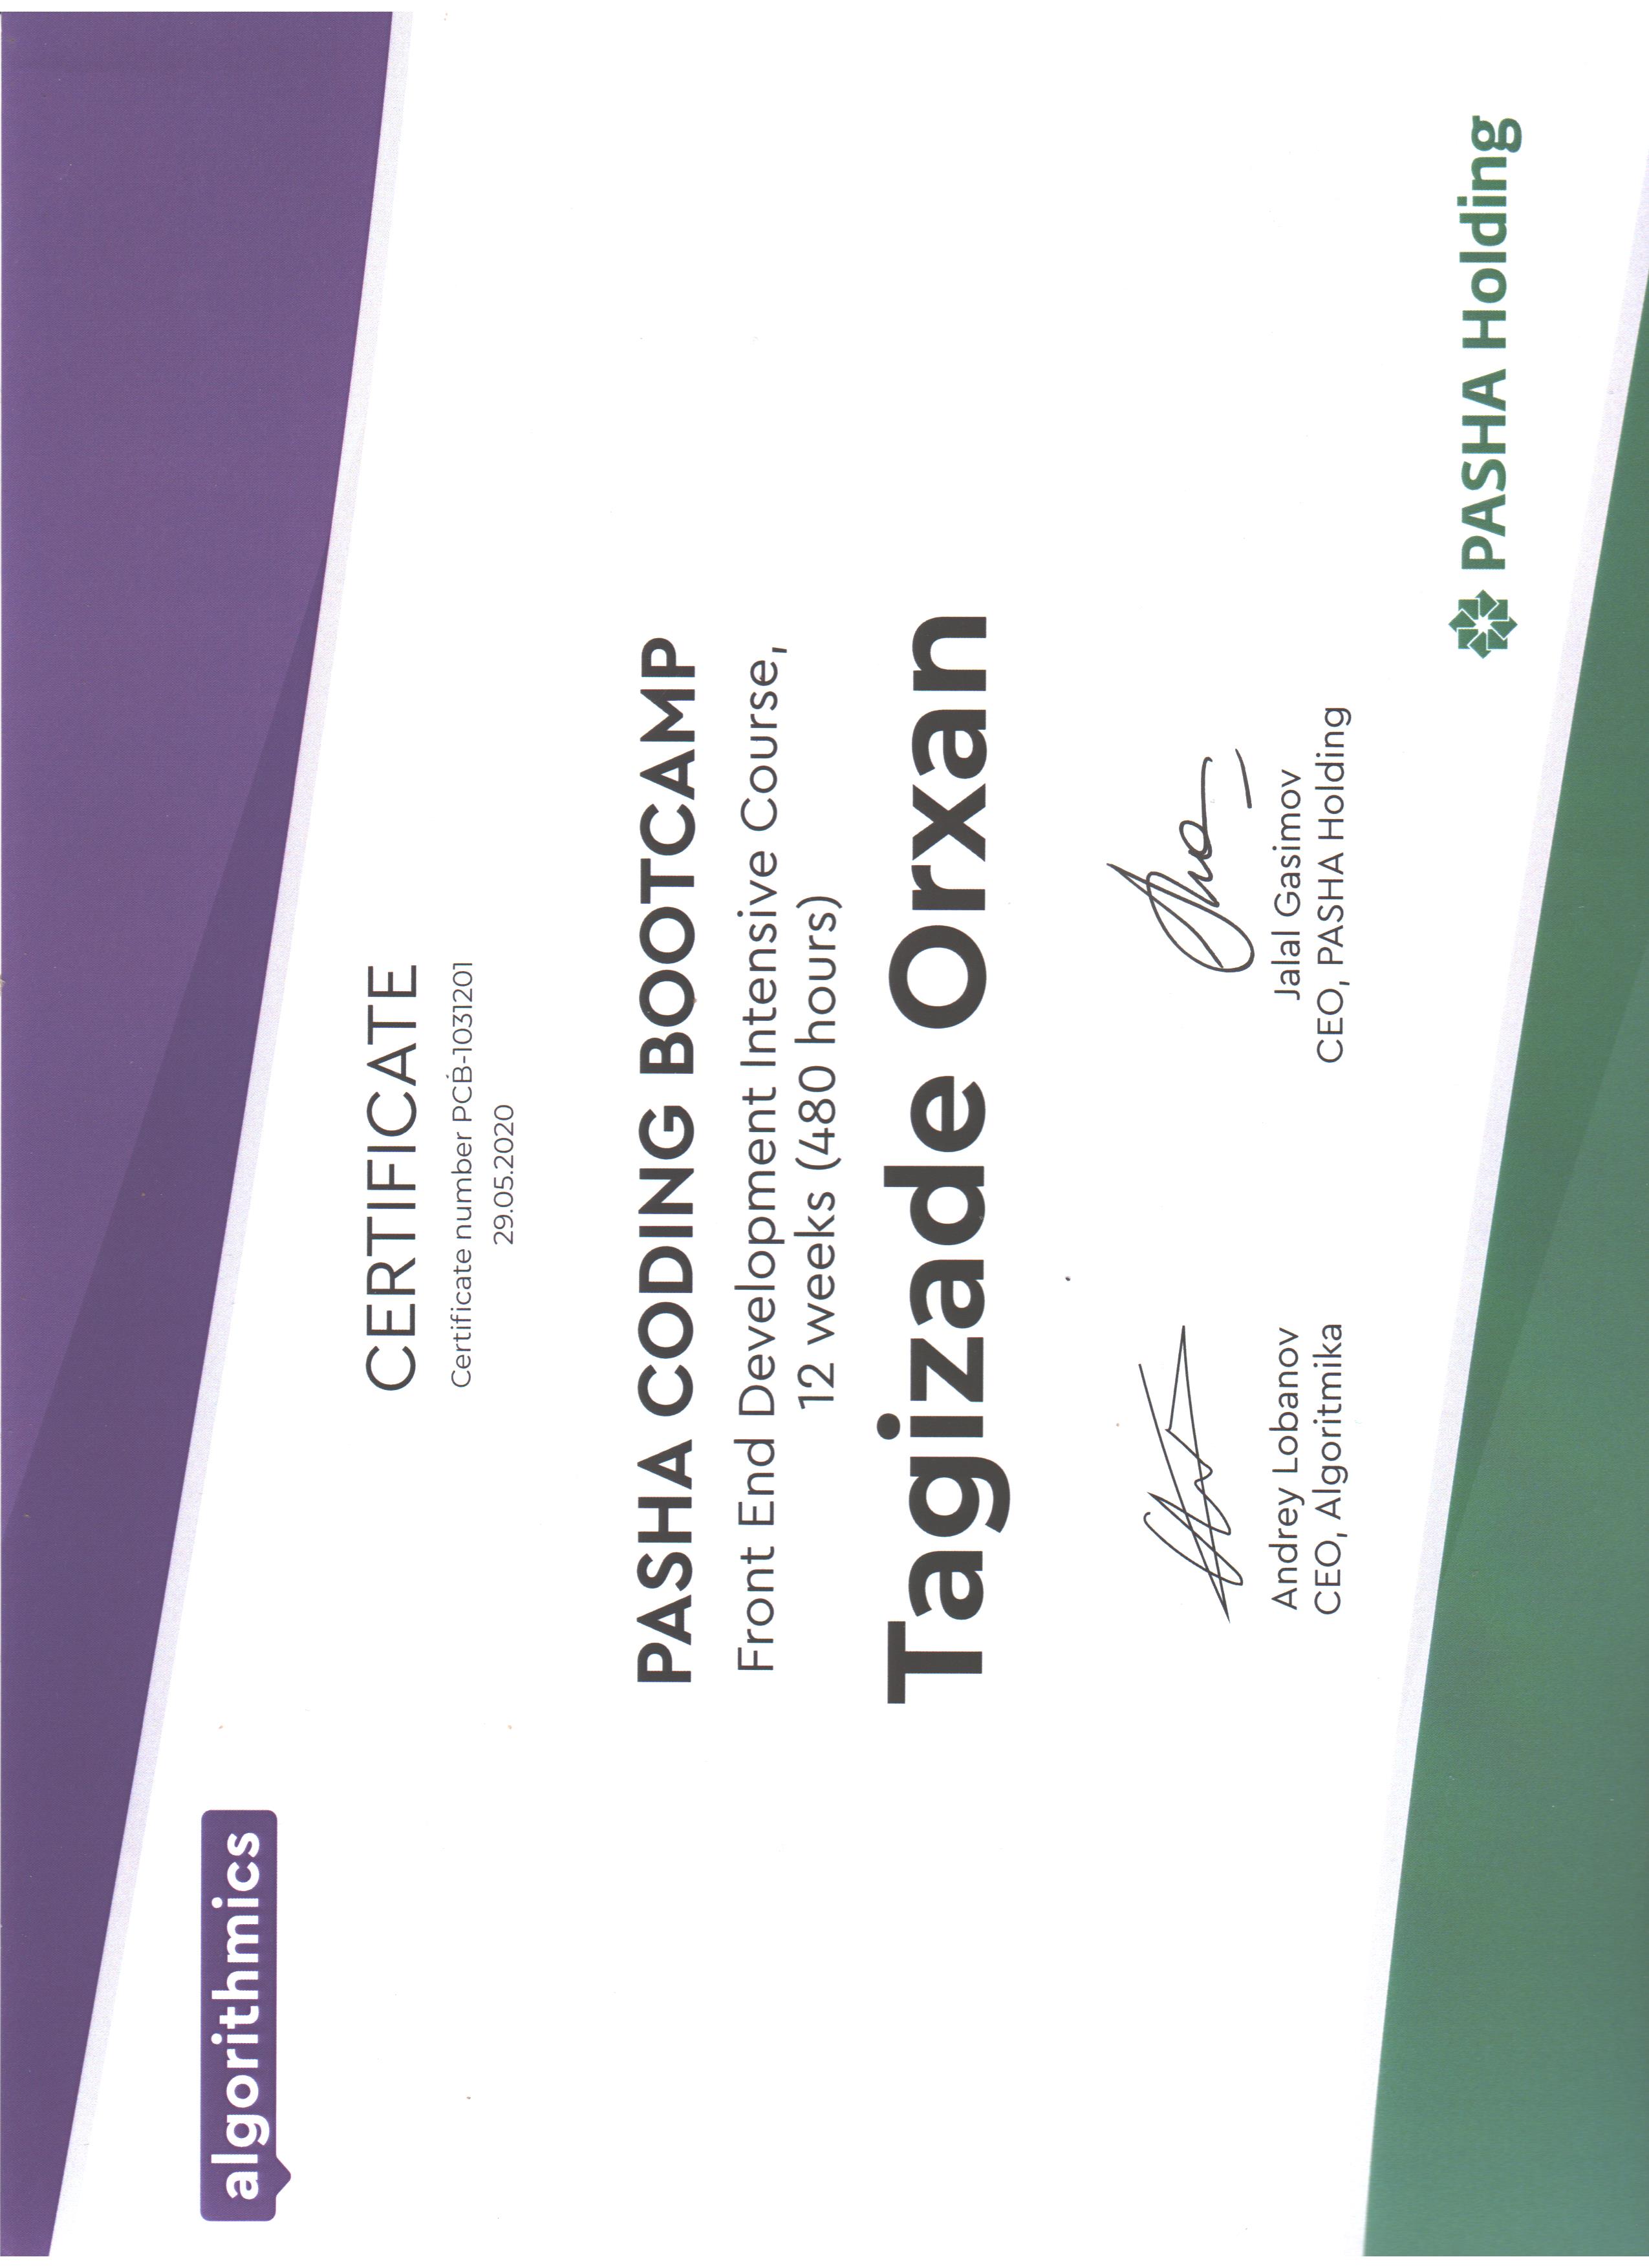 algorithmics
CERTIFICATE
Certificate number PCB-1031201
29.05.2020
PASHA CODING BOOTCAMP
Front End Development Intensive Course,
12 weeks (480 hours)
Tagizade Orxan
Andrey Lobanov
CEO, Algoritmika
Jalal Gasimov
CEO, PASHA Holding
PASHA Holding